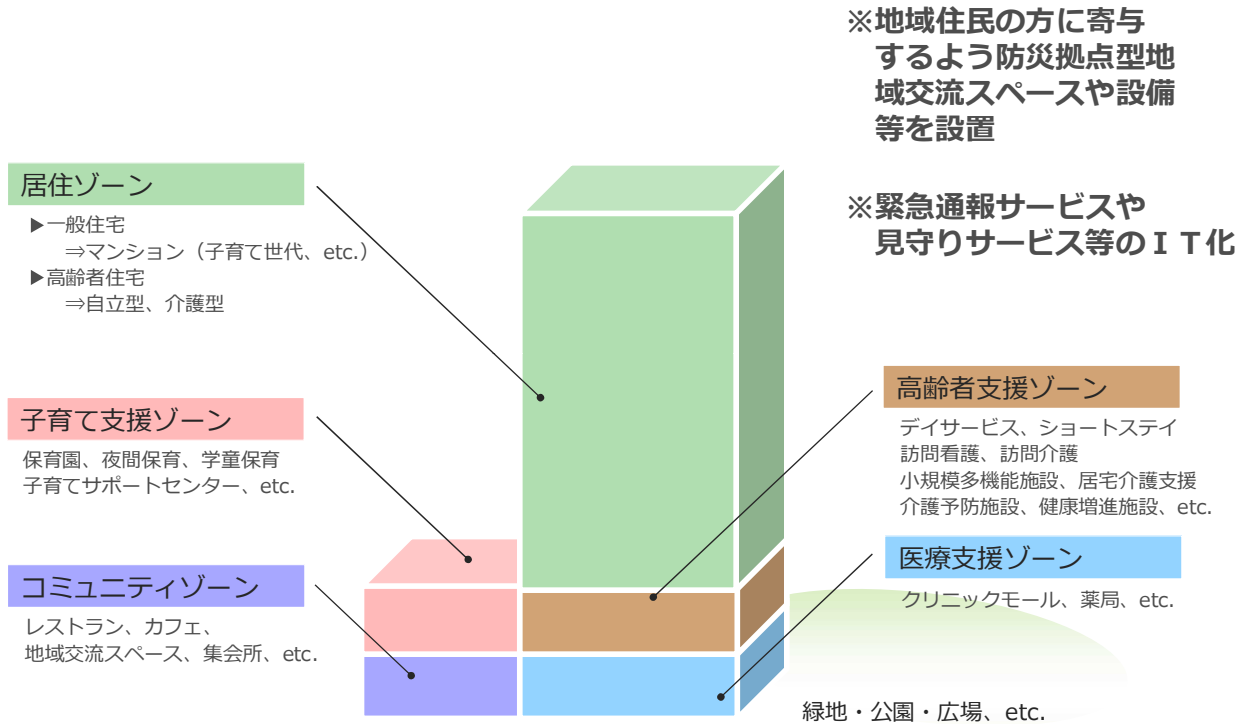 ※地域住民の方に寄与
するよう防災拠点型地
域交流スペースや設備
等を設置
※緊急通報サービスや
見守りサービス等のＩＴ化
居住ゾーン
▶一般住宅
⇒マンション（子育て世代、etc.）
▶高齢者住宅
⇒自立型、介護型
子育て支援ゾーン
保育園、夜間保育、学童保育
子育てサポートセンター、etc.
コミュニティゾーン
レストラン、カフェ、
地域交流スペース、集会所、etc.
高齢者支援ゾーン
デイサービス、ショートステイ
訪問看護、訪問介護
小規模多機能施設、居宅介護支援
介護予防施設、健康増進施設、etc.
医療支援ゾーン
クリニックモール、薬局、etc.
緑地・公園・広場、etc.